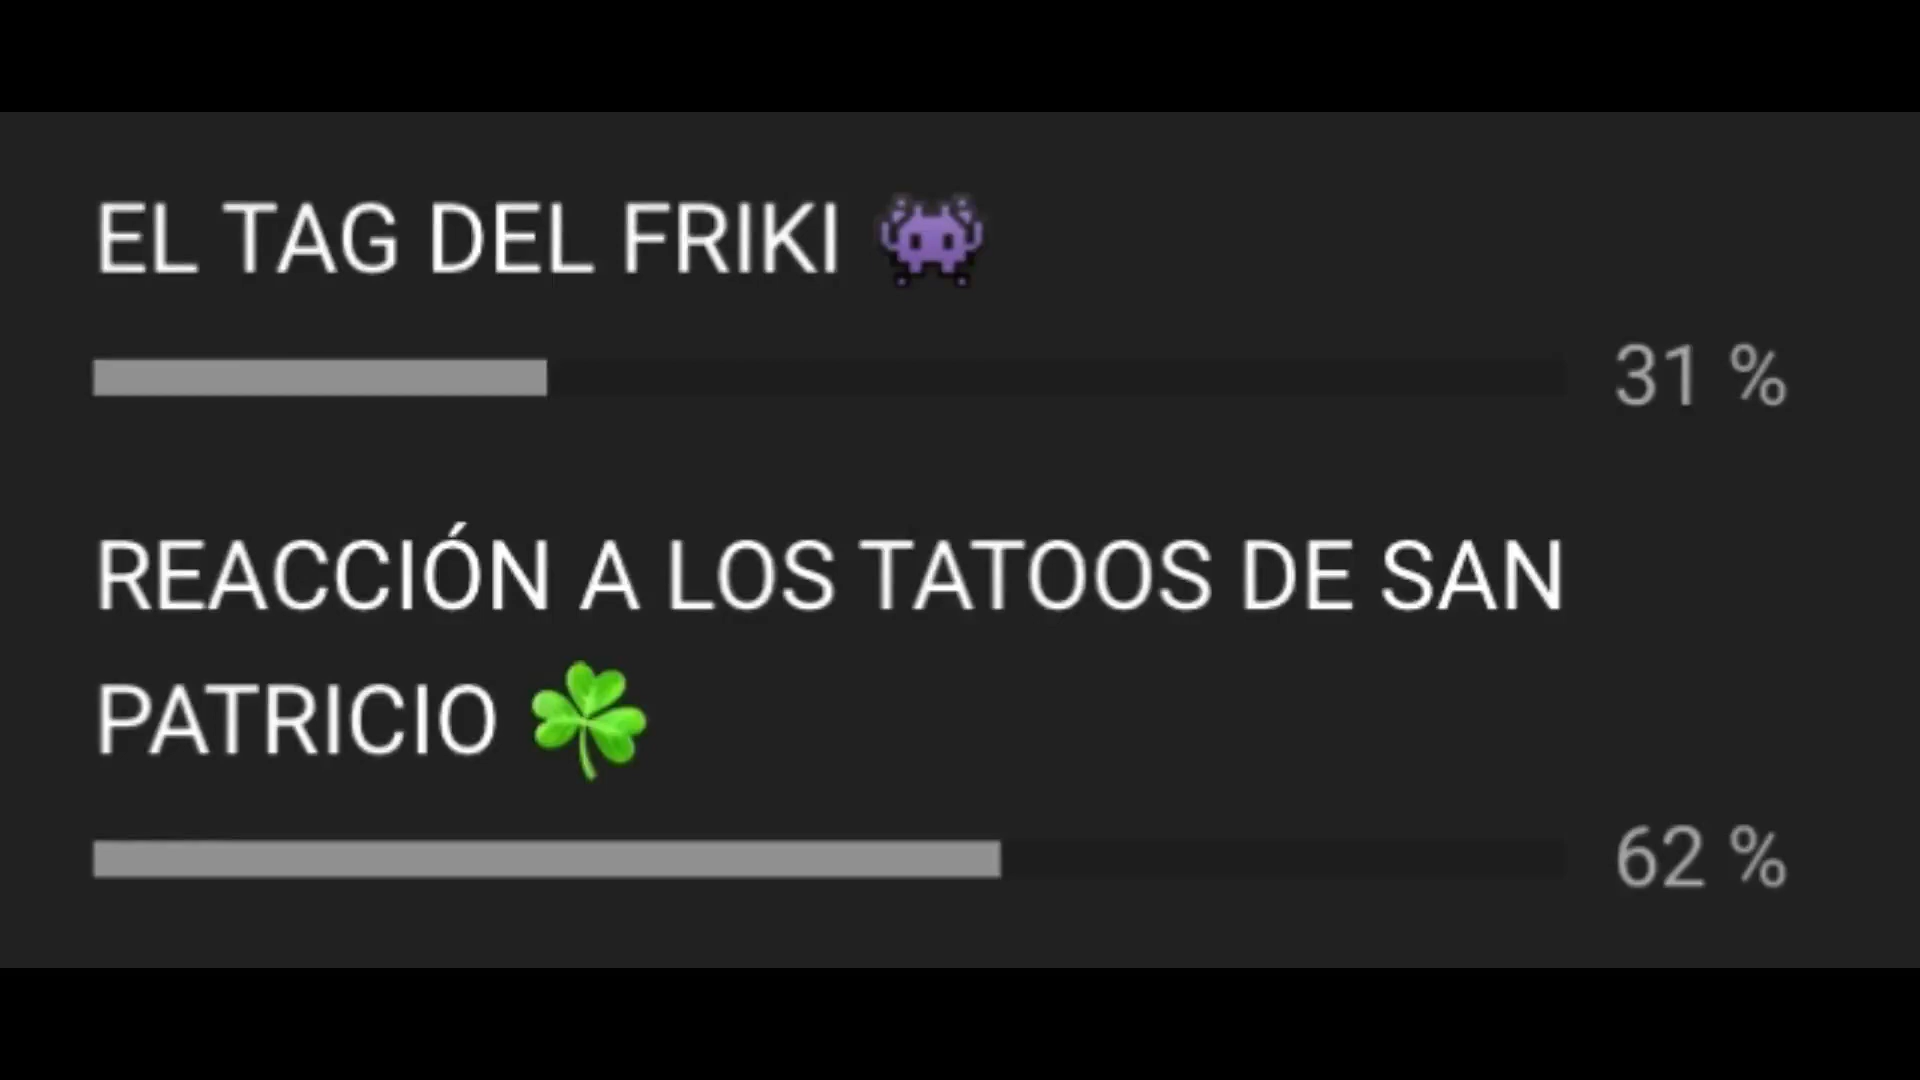 EL TAG DEL FRIKI 👾
31 %
REACCIÓN A LOS TATOOS DE SAN
PATRICIO ☘️
62 %